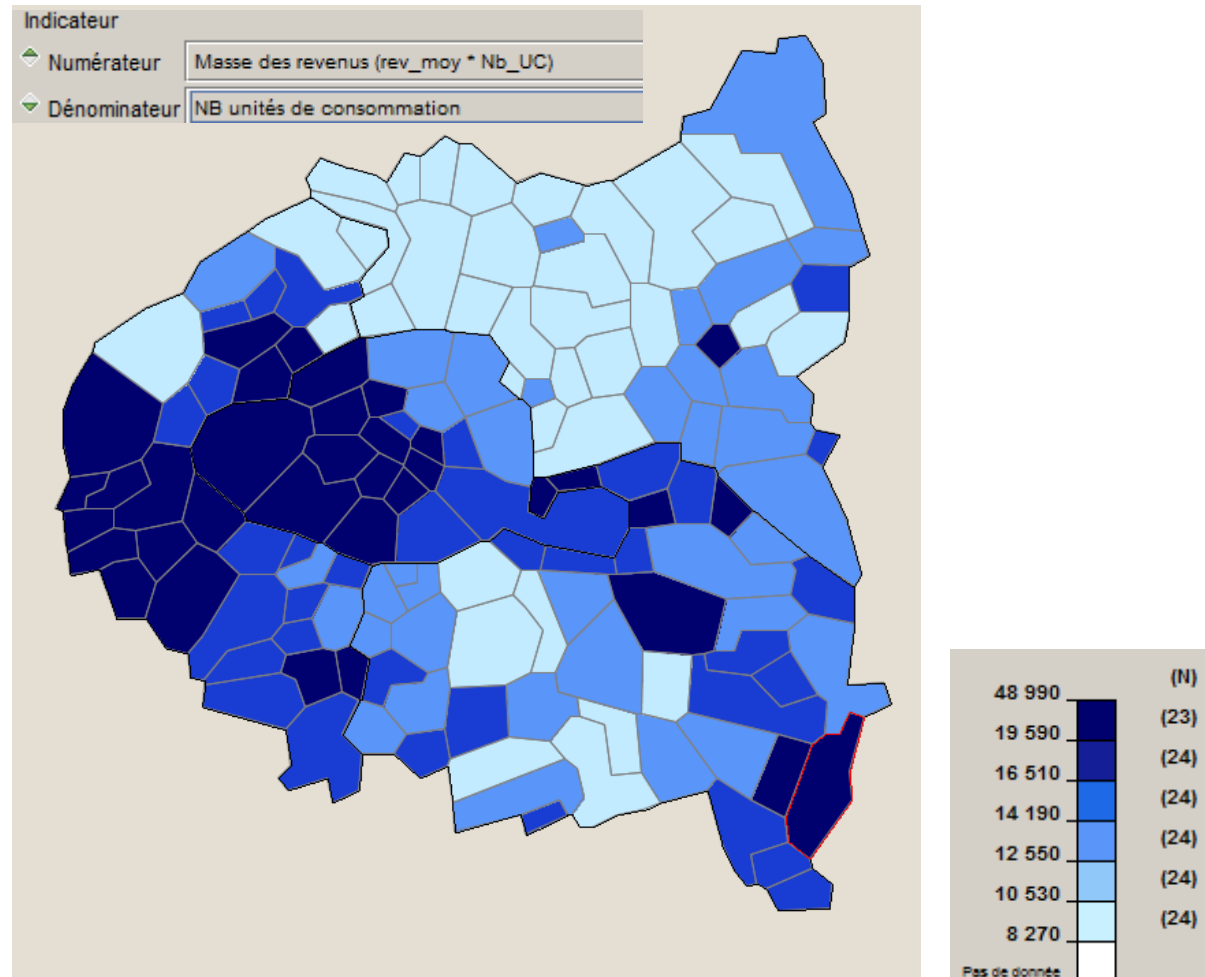 Indicateur
Numérateur Masse des revenus (rev_moy * Nb_UC)
Dénominateur NB unités de consommation
(N)
48 990
(23)
19 590
(24)
16 510
(24)
14 190
(24)
12 550
(24)
10 530
(24)
8 270
Pas de donnée